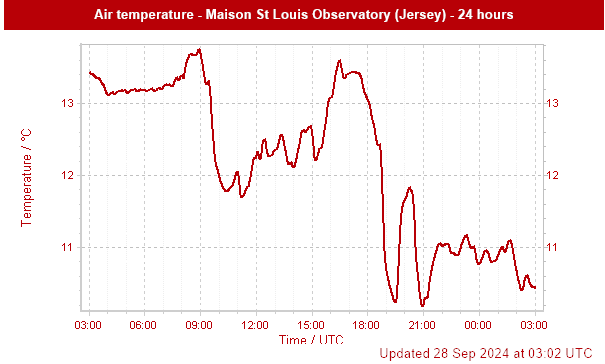 Air temperature - Maison St Louis Observatory (Jersey) - 24 hours
13 13
12 12
11 11
Temperature / °C
03:00 06:00 09:00 12:00 15:00 18:00 21:00 00:00 03:00
Time / UTC
Updated 28 Sep 2024 at 03:02 UTC